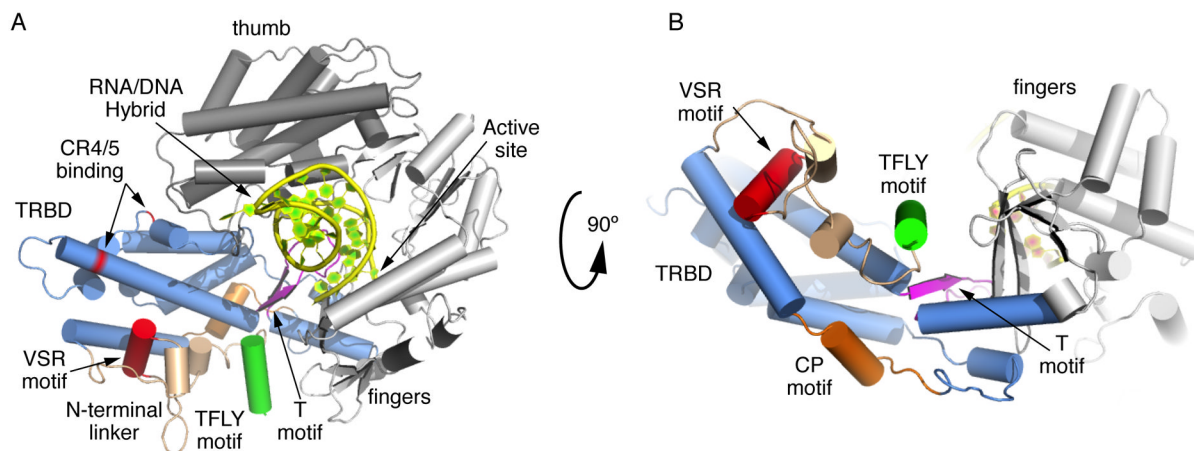 A
thumb
RNA/DNA
Hybrid
CR4/5
binding
TRBD
Active
site
VSR
motif
N-terminal
linker
TFLY
motif
T
motif
fingers
90º
B
VSR
motif
fingers
TFLY
motif
TRBD
CP
motif
T
motif